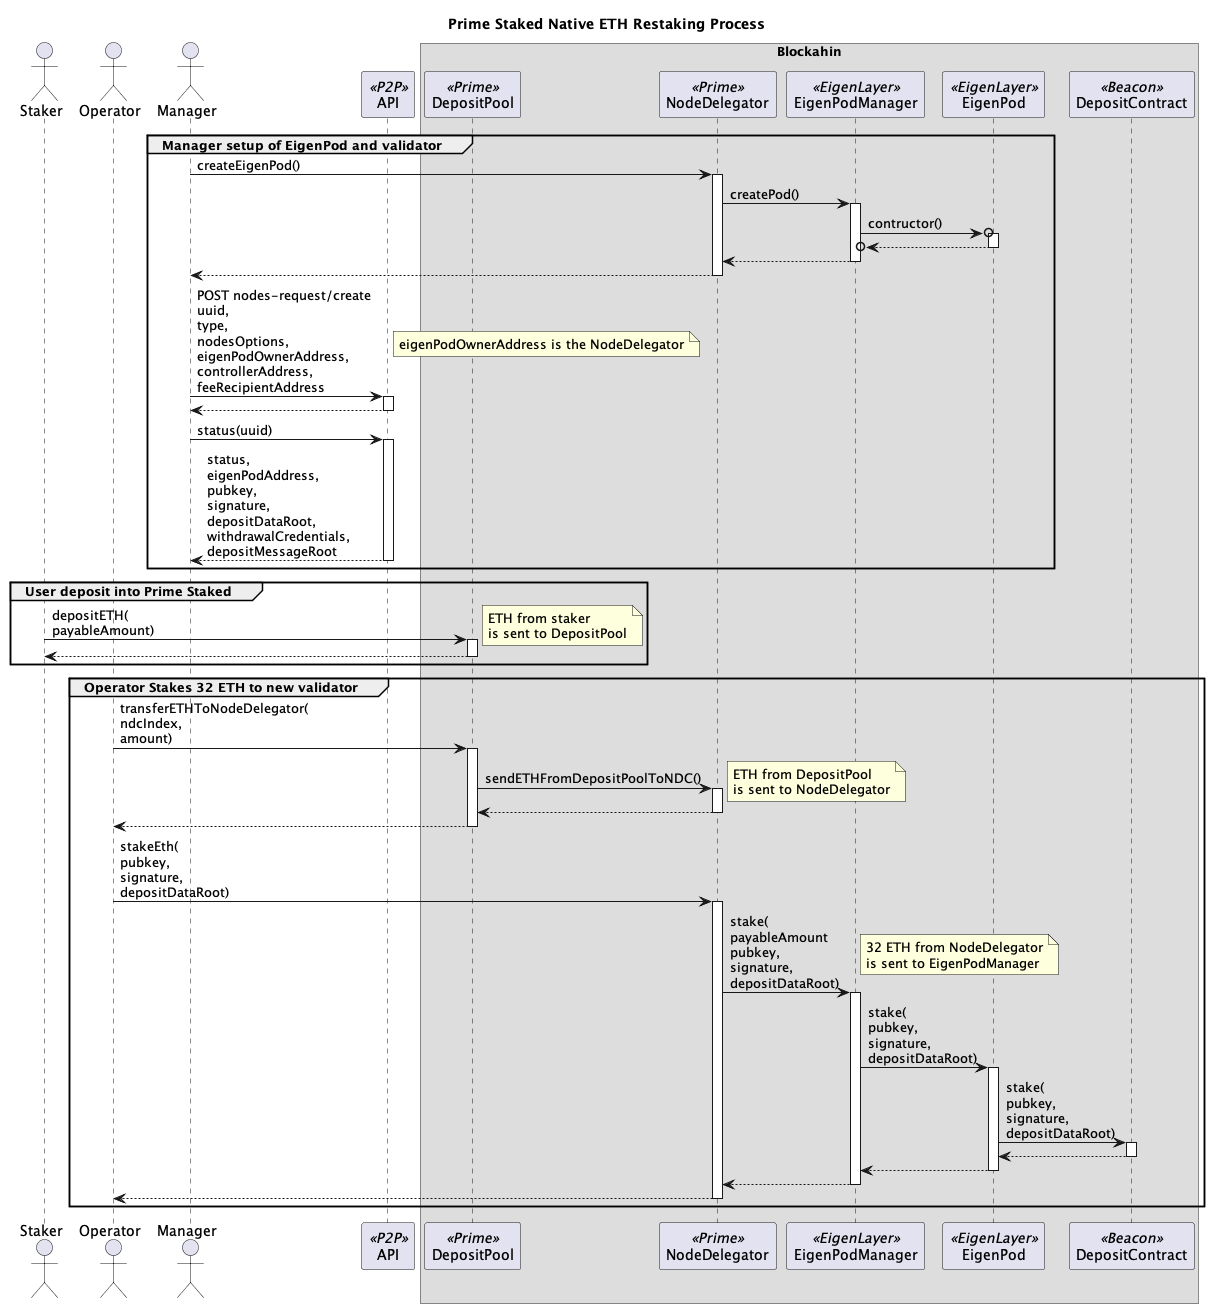 Prime Staked Native ETH Restaking Process
Blockahin
Staker
Operator
Manager
«P2P»
API
«Prime»
DepositPool
«Prime»
NodeDelegator
«EigenLayer»
EigenPodManager
«EigenLayer»
EigenPod
«Beacon»
DepositContract
Manager setup of EigenPod and validator
createEigenPod()
createPod()
contructor()
POST nodes-request/create
uuid,
type,
nodesOptions,
eigenPodOwnerAddress,
controllerAddress,
feeRecipientAddress
eigenPodOwnerAddress is the NodeDelegator
status(uuid)
status,
eigenPodAddress,
pubkey,
signature,
depositDataRoot,
withdrawalCredentials,
depositMessageRoot
User deposit into Prime Staked
depositETH(
payableAmount)
ETH from staker
is sent to DepositPool
Operator Stakes 32 ETH to new validator
transferETHToNodeDelegator(
ndcIndex,
amount)
sendETHFromDepositPoolToNDC()
ETH from DepositPool
is sent to NodeDelegator
stakeEth(
pubkey,
signature,
depositDataRoot)
stake(
payableAmount
pubkey,
signature,
depositDataRoot)
32 ETH from NodeDelegator
is sent to EigenPodManager
stake(
pubkey,
signature,
depositDataRoot)
stake(
pubkey,
signature,
depositDataRoot)
Staker
Operator
Manager
«P2P»
API
«Prime»
DepositPool
«Prime»
NodeDelegator
«EigenLayer»
EigenPodManager
«EigenLayer»
EigenPod
«Beacon»
DepositContract